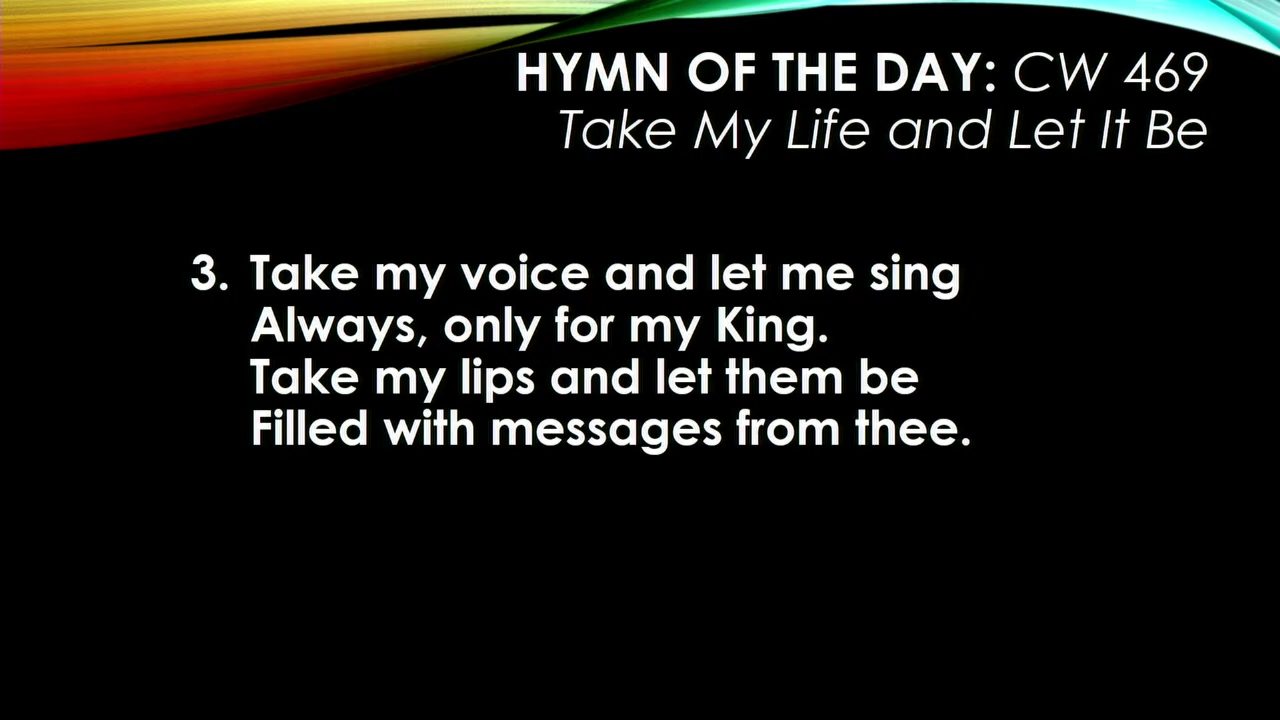 HYMN OF THE DAY: CW 469
Take My Life and Let It Be
3. Take my voice and let me sing
Always, only for my King.
Take my lips and let them be
Filled with messages from thee.